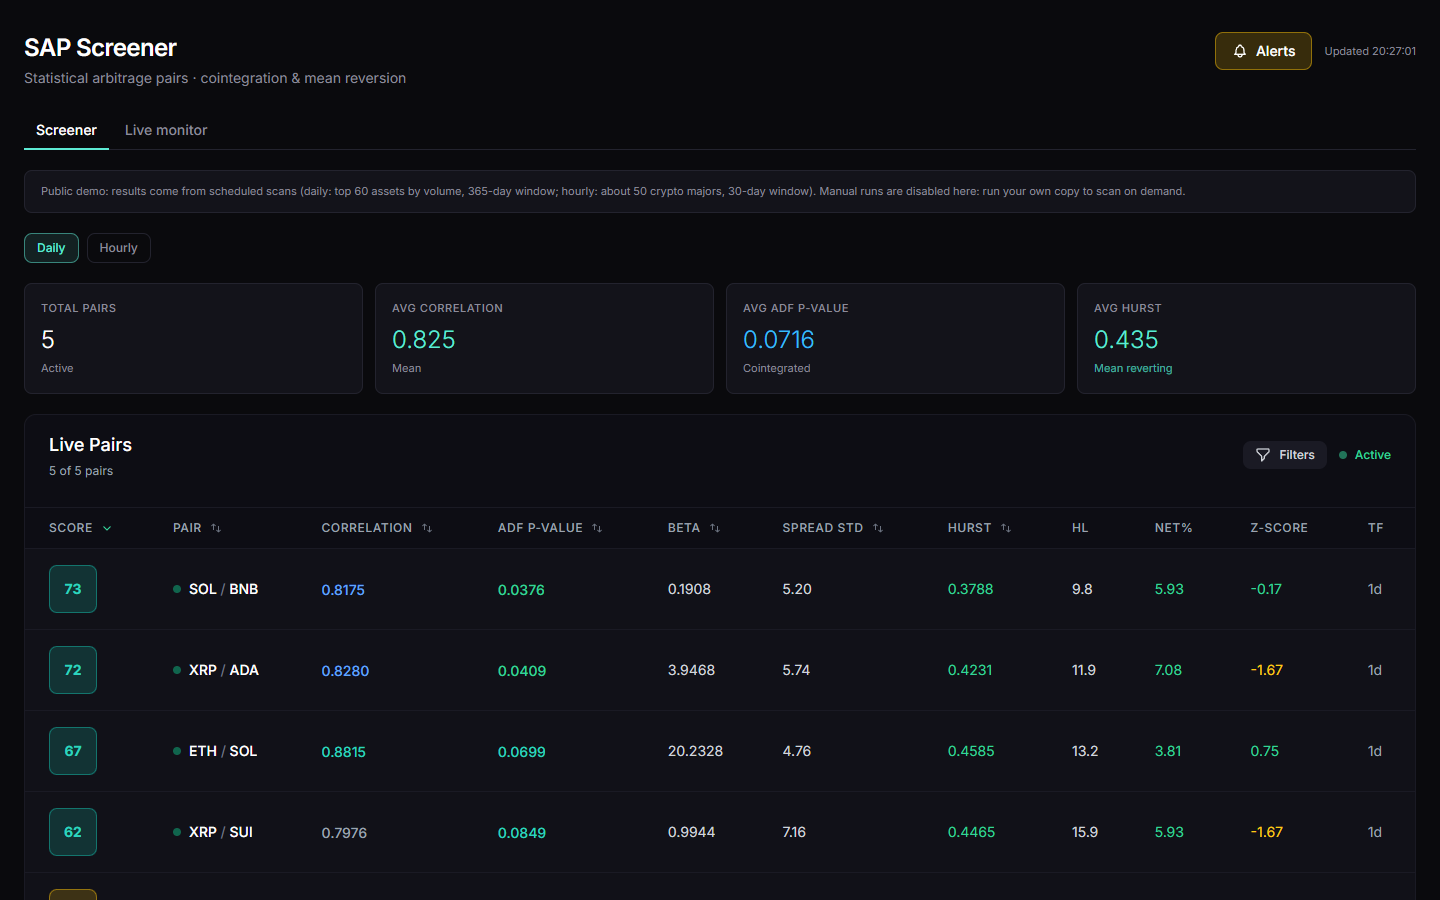 SAP Screener
Statistical arbitrage pairs · cointegration & mean reversion
Alerts
Updated 20:27:01
Screener
Live monitor
Public demo: results come from scheduled scans (daily: top 60 assets by volume, 365-day window; hourly: about 50 crypto majors, 30-day window). Manual runs are disabled here: run your own copy to scan on demand.
Daily
Hourly
TOTAL PAIRS
5
Active
AVG CORRELATION
0.825
Mean
AVG ADF P-VALUE
0.0716
Cointegrated
AVG HURST
0.435
Mean reverting
Live Pairs
5 of 5 pairs
Filters
Active
SCORE PAIR CORRELATION ADF P-VALUE BETA SPREAD STD HURST HL NET% Z-SCORE TF
73 SOL / BNB 0.8175 0.0376 0.1908 5.20 0.3788 9.8 5.93 -0.17 1d
72 XRP / ADA 0.8280 0.0409 3.9468 5.74 0.4231 11.9 7.08 -1.67 1d
67 ETH / SOL 0.8815 0.0699 20.2328 4.76 0.4585 13.2 3.81 0.75 1d
62 XRP / SUI 0.7976 0.0849 0.9944 7.16 0.4465 15.9 5.93 -1.67 1d